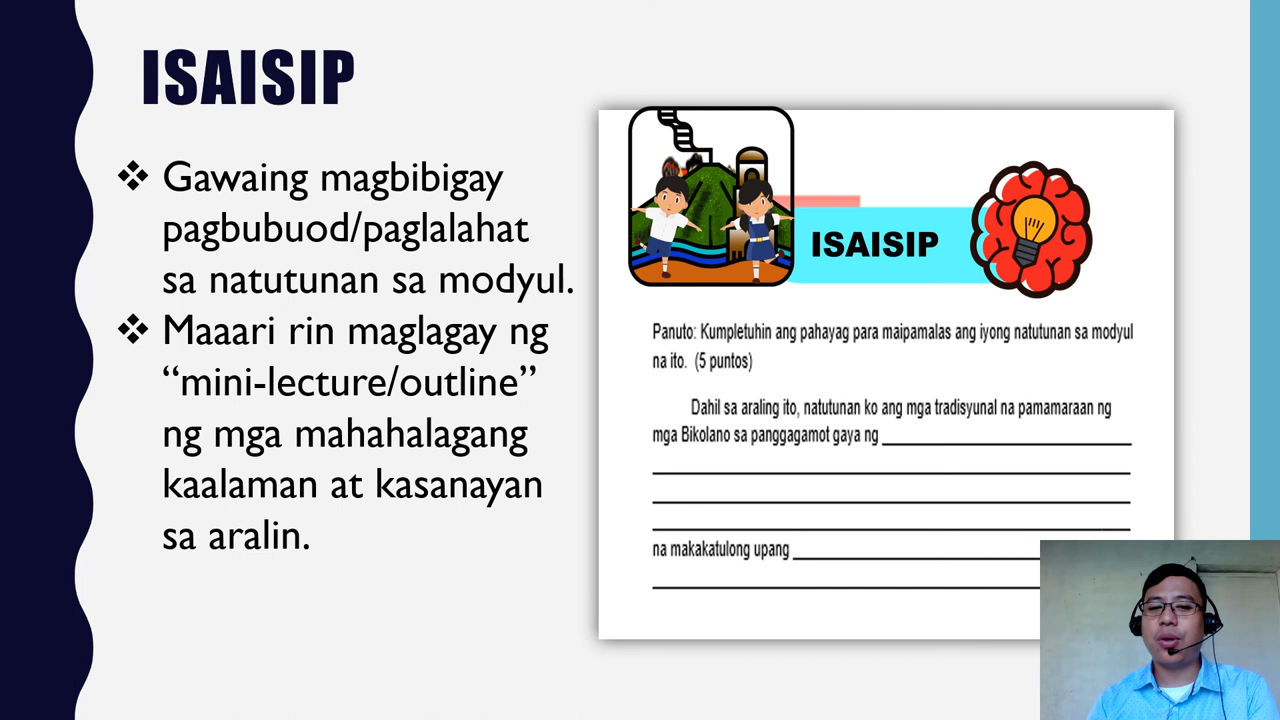 ISAISIP
❖ Gawaing magbibigay
pagbubuod/paglalahat
sa natutunan sa modyul.
❖ Maaari rin maglagay ng
“mini-lecture/outline”
ng mga mahahalagang
kaalaman at kasanayan
sa aralin.
ISAISIP
Panuto: Kumpletuhin ang pahayag para maipamalas ang iyong natutunan sa modyul
na ito. (5 puntos)
Dahil sa araling ito, natutunan ko ang mga tradisyunal na pamamaraan ng
mga Bikolano sa panggagamot gaya ng
na makakatulong upang